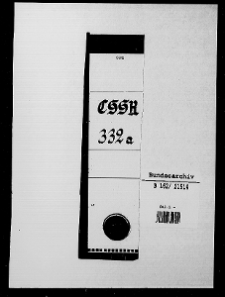 CSSR
332a
Bundesarchiv
B 162/ 21514